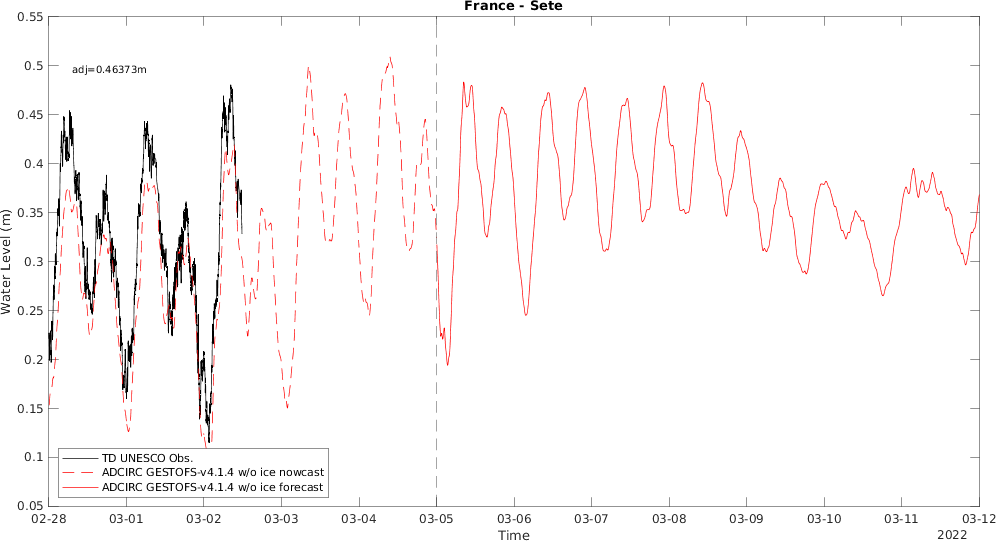 France - Sete
0.55
0.5
0.45
0.4
0.35
0.3
0.25
0.2
0.15
0.1
0.05
Water Level (m)
adj=0.46373m
TD UNESCO Obs.
ADCIRC GESTOFS-v4.1.4 w/o ice nowcast
ADCIRC GESTOFS-v4.1.4 w/o ice forecast
02-28 03-01 03-02 03-03 03-04 03-05 03-06 03-07 03-08 03-09 03-10 03-11 03-12
Time
2022